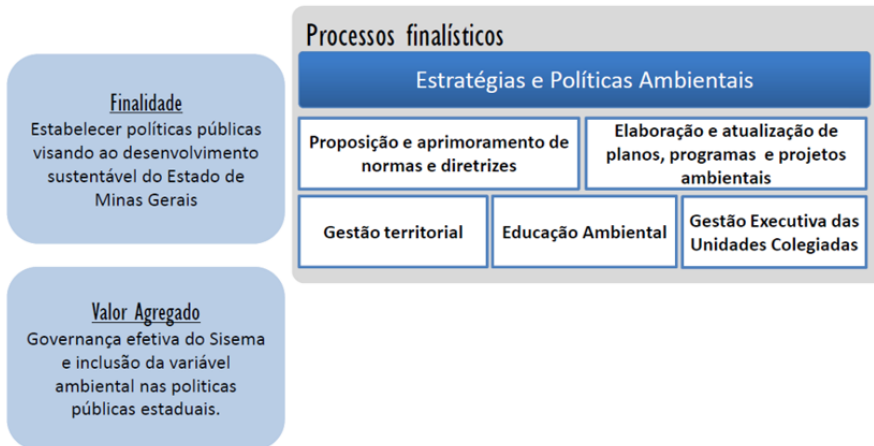 Processos finalísticos
Estratégias e Políticas Ambientais
Proposição e aprimoramento de
normas e diretrizes
Elaboração e atualização de
planos, programas e projetos
ambientais
Gestão territorial
Educação Ambiental
Gestão Executiva das
Unidades Colegiadas
Finalidade
Estabelecer políticas públicas
visando ao desenvolvimento
sustentável do Estado de
Minas Gerais
Valor Agregado
Governança efetiva do Sisema
e inclusão da variável
ambiental nas politicas
públicas estaduais.